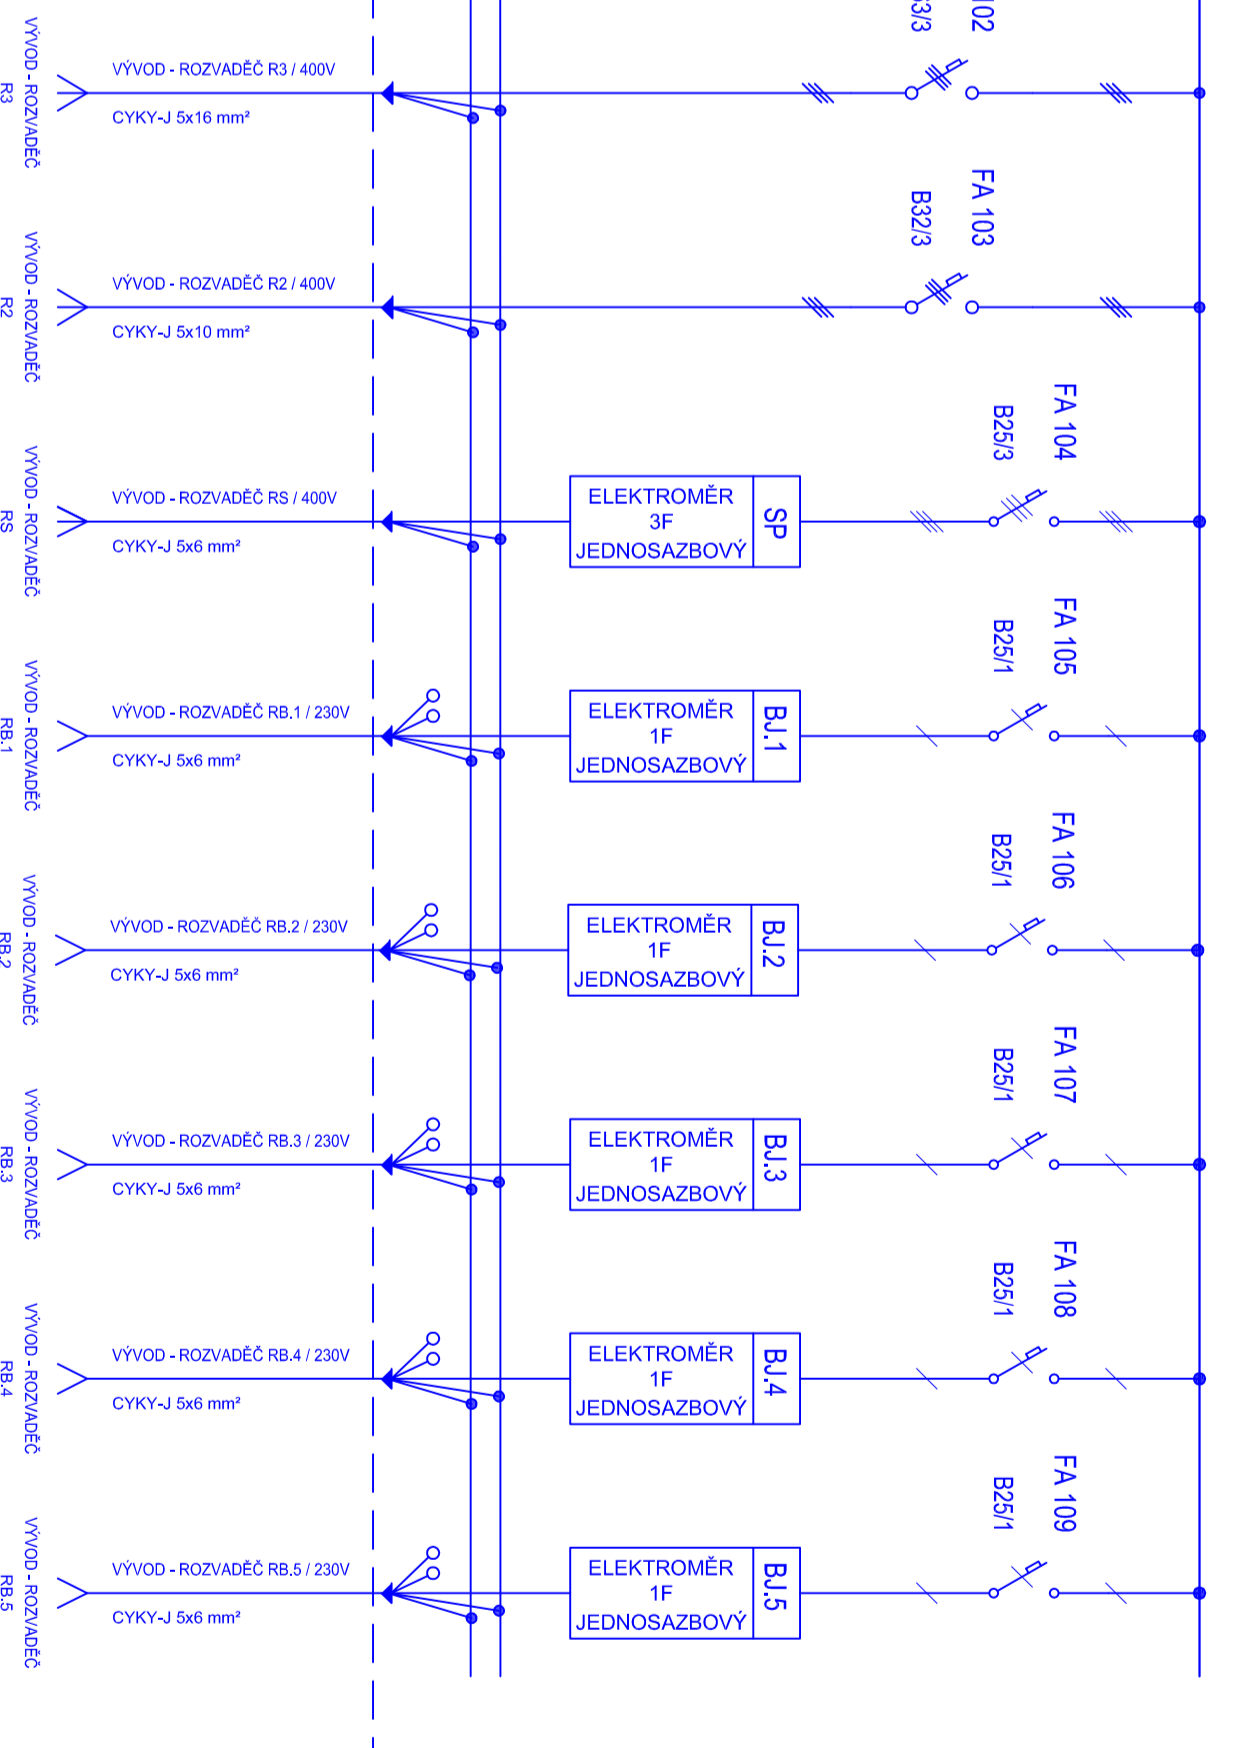 102
63/3
VÝVOD - ROZVADĚČ R3 / 400V
CYKY-J 5x16 mm²
VÝVOD - ROZVADĚČ
R3
FA 103
B32/3
VÝVOD - ROZVADĚČ R2 / 400V
CYKY-J 5x10 mm²
VÝVOD - ROZVADĚČ
R2
FA 104
B25/3
SP
ELEKTROMĚR
3F
JEDNOSAZBOVÝ
VÝVOD - ROZVADĚČ RS / 400V
CYKY-J 5x6 mm²
VÝVOD - ROZVADĚČ
RS
FA 105
B25/1
BJ.1
ELEKTROMĚR
1F
JEDNOSAZBOVÝ
VÝVOD - ROZVADĚČ RB.1 / 230V
CYKY-J 5x6 mm²
VÝVOD - ROZVADĚČ
RB.1
FA 106
B25/1
BJ.2
ELEKTROMĚR
1F
JEDNOSAZBOVÝ
VÝVOD - ROZVADĚČ RB.2 / 230V
CYKY-J 5x6 mm²
VÝVOD - ROZVADĚČ
RB.2
FA 107
B25/1
BJ.3
ELEKTROMĚR
1F
JEDNOSAZBOVÝ
VÝVOD - ROZVADĚČ RB.3 / 230V
CYKY-J 5x6 mm²
VÝVOD - ROZVADĚČ
RB.3
FA 108
B25/1
BJ.4
ELEKTROMĚR
1F
JEDNOSAZBOVÝ
VÝVOD - ROZVADĚČ RB.4 / 230V
CYKY-J 5x6 mm²
VÝVOD - ROZVADĚČ
RB.4
FA 109
B25/1
BJ.5
ELEKTROMĚR
1F
JEDNOSAZBOVÝ
VÝVOD - ROZVADĚČ RB.5 / 230V
CYKY-J 5x6 mm²
VÝVOD - ROZVADĚČ
RB.5